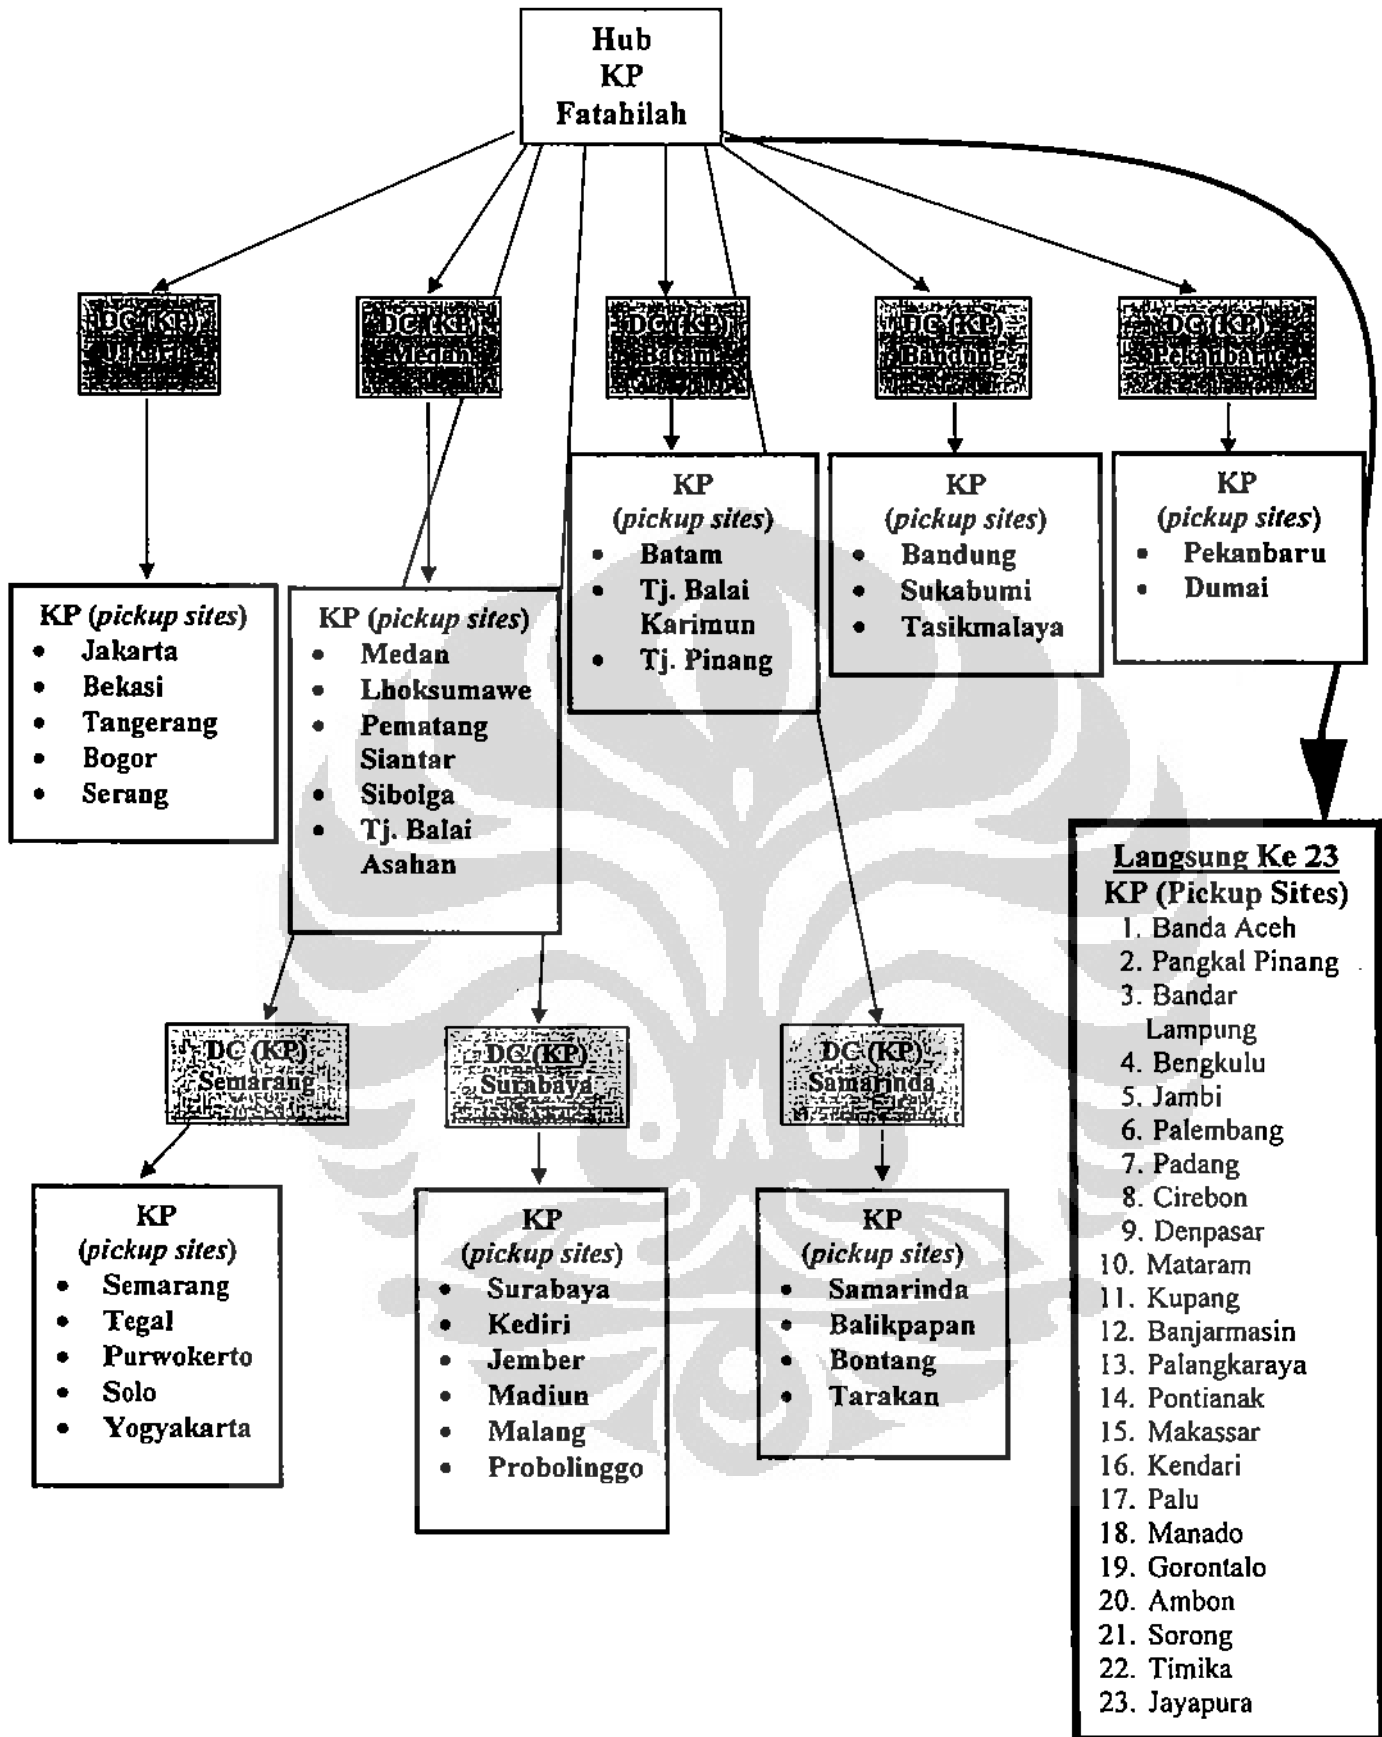 Hub
KP
Fatahilah
DC (KP)
DC (KP)
Medan
DC (KP)
Batam
DC (KP)
Bandung
DC (KP)
Pekanbaru
KP (pickup sites)
• Jakarta
• Bekasi
• Tangerang
• Bogor
• Serang
KP (pickup sites)
• Medan
• Lhoksumawe
• Pematang
Siantar
• Sibolga
• Tj. Balai
Asahan
KP
(pickup sites)
• Batam
• Tj. Balai
Karimun
• Tj. Pinang
KP
(pickup sites)
• Bandung
• Sukabumi
• Tasikmalaya
KP
(pickup sites)
• Pekanbaru
• Dumai
DC (KP)
Semarang
DC (KP)
Surabaya
DC (KP)
Samarinda
KP
(pickup sites)
• Semarang
• Tegal
• Purwokerto
• Solo
• Yogyakarta
KP
(pickup sites)
• Surabaya
• Kediri
• Jember
• Madiun
• Malang
• Probolinggo
KP
(pickup sites)
• Samarinda
• Balikpapan
• Bontang
• Tarakan
Langsung Ke 23
KP (Pickup Sites)
1. Banda Aceh
2. Pangkal Pinang
3. Bandar
Lampung
4. Bengkulu
5. Jambi
6. Palembang
7. Padang
8. Cirebon
9. Denpasar
10. Mataram
11. Kupang
12. Banjarmasin
13. Palangkaraya
14. Pontianak
15. Makassar
16. Kendari
17. Palu
18. Manado
19. Gorontalo
20. Ambon
21. Sorong
22. Timika
23. Jayapura